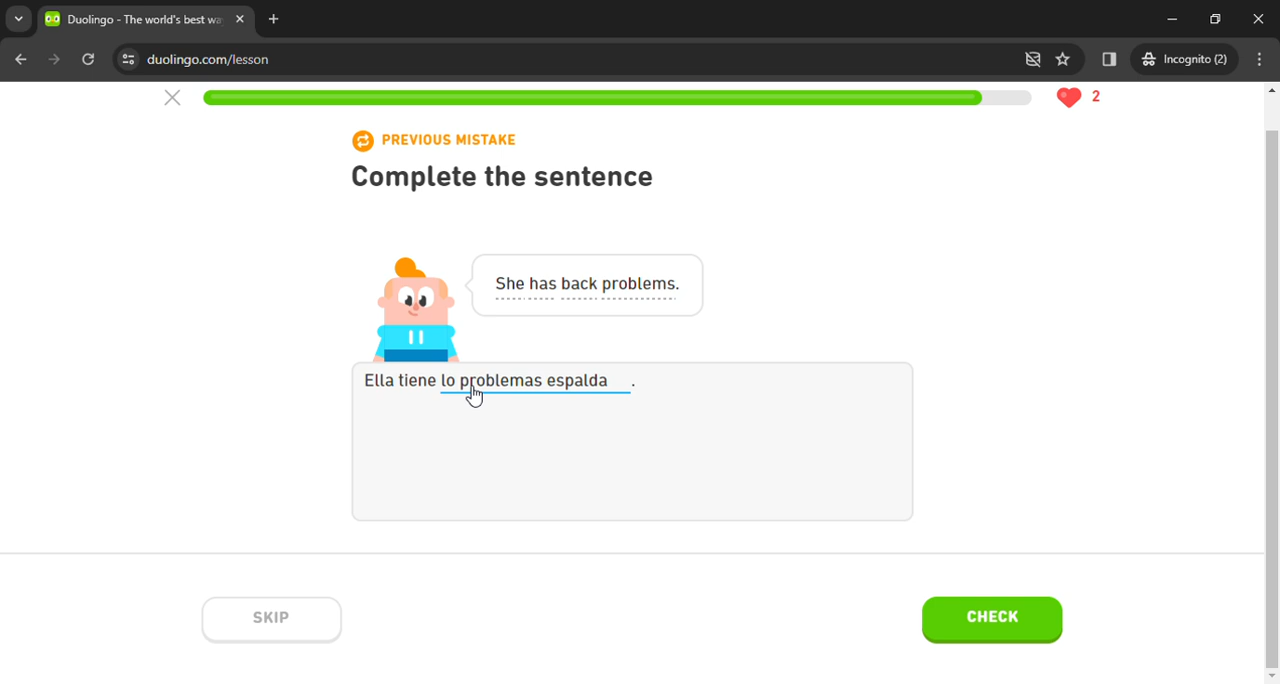 Duolingo - The world's best wa
duolingo.com/lesson
Incognito (2)
2
PREVIOUS MISTAKE
Complete the sentence
She has back problems.
Ella tiene lo problemas espalda .
SKIP
CHECK